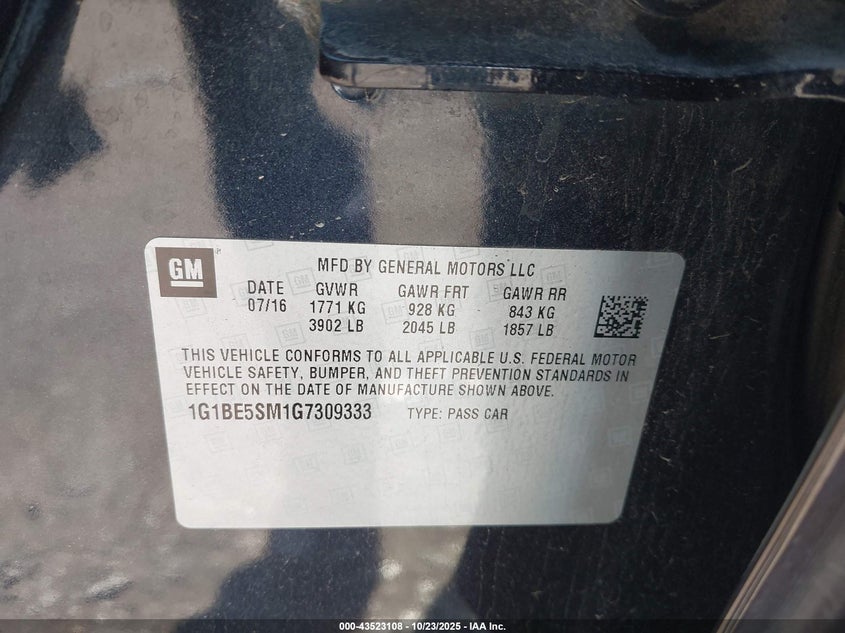 GM
MFD BY GENERAL MOTORS LLC
DATE GVWR GAWR FRT GAWR RR
07/16 1771 KG 928 KG 843 KG
3902 LB 2045 LB 1857 LB
THIS VEHICLE CONFORMS TO ALL APPLICABLE U.S. FEDERAL MOTOR
VEHICLE SAFETY, BUMPER, AND THEFT PREVENTION STANDARDS IN
EFFECT ON THE DATE OF MANUFACTURE SHOWN ABOVE.
1G1BE5SM1G7309333 TYPE: PASS CAR
000-43523108 - 10/23/2025 - IAA Inc.